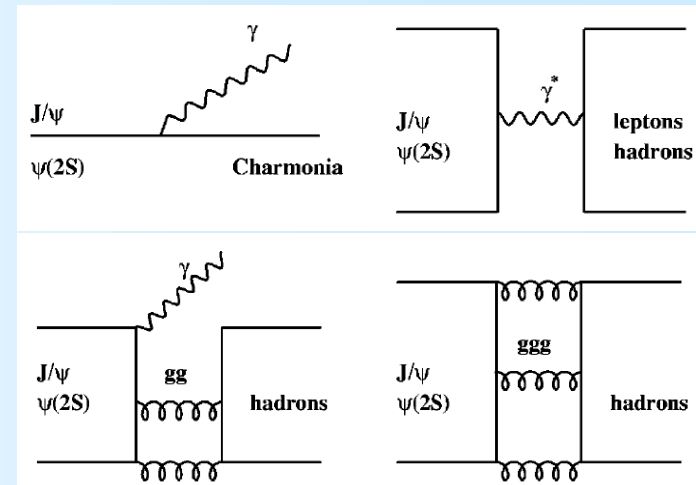 γ
J/ψ
ψ(2S)
Charmonia
γ*
J/ψ
ψ(2S)
leptons
hadrons
γ
J/ψ
ψ(2S)
gg
hadrons
ggg
J/ψ
ψ(2S)
hadrons